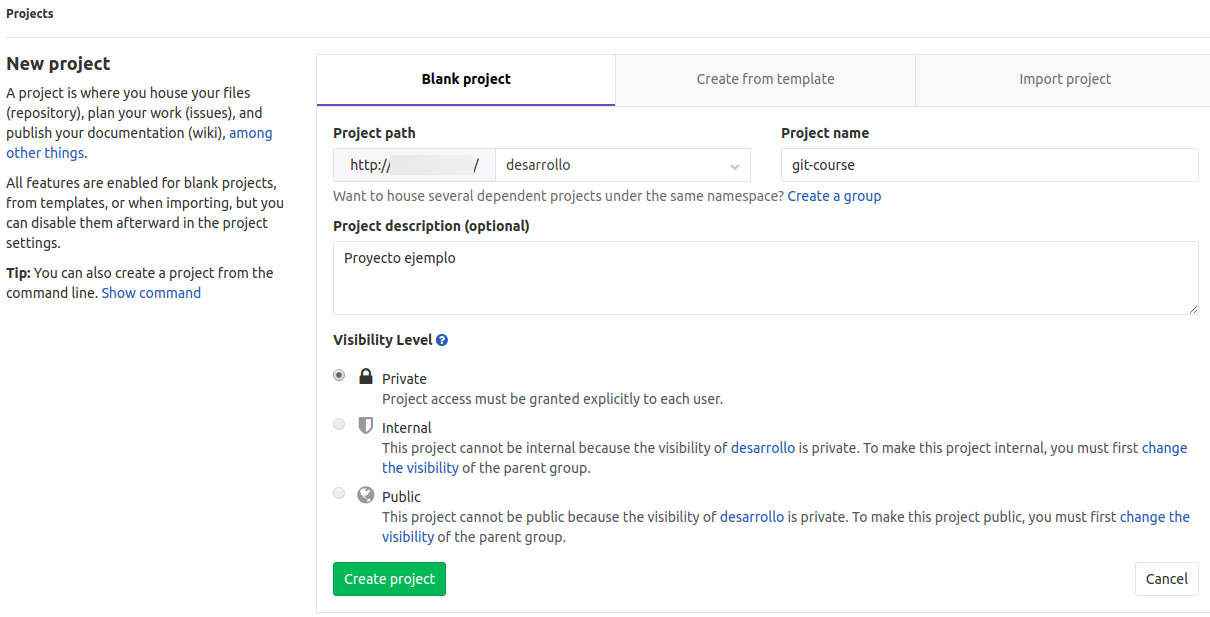 Projects
New project
A project is where you house your files
(repository), plan your work (issues), and
publish your documentation (wiki), among
other things.
All features are enabled for blank projects,
from templates, or when importing, but you
can disable them afterward in the project
settings.
Tip: You can also create a project from the
command line. Show command
Blank project
Create from template
Import project
Project path
http:// /
desarrollo
Project name
git-course
Want to house several dependent projects under the same namespace? Create a group
Project description (optional)
Proyecto ejemplo
Visibility Level ?
Private
Project access must be granted explicitly to each user.
Internal
This project cannot be internal because the visibility of desarrollo is private. To make this project internal, you must first change
the visibility of the parent group.
Public
This project cannot be public because the visibility of desarrollo is private. To make this project public, you must first change the
visibility of the parent group.
Create project
Cancel